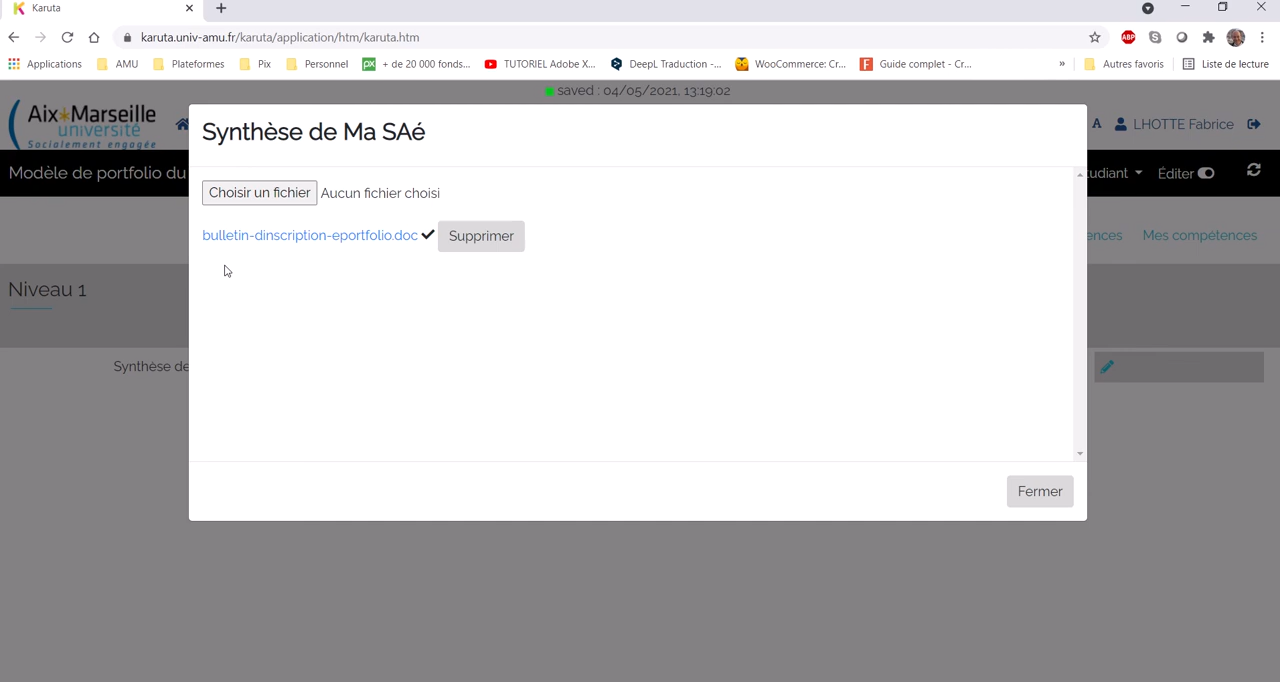 Karuta
karuta.univ-amu.fr/karuta/application/htm/karuta.htm
ABP
Applications AMU Plateformes Pix Personnel px + de 20 000 fonds... TUTORIEL Adobe X... DeepL Traduction -... WooCommerce: Cr... F Guide complet - Cr... » Autres favoris Liste de lecture
saved : 04/05/2021, 13:19:02
Aix*Marseille
université
Socialement engagée
A LHOTTE Fabrice
Modèle de portfolio du
udiant Éditer
Synthèse de Ma SAé
Choisir un fichier Aucun fichier choisi
bulletin-dinscription-eportfolio.doc Supprimer
ences Mes compétences
Niveau 1
Synthèse de
Fermer